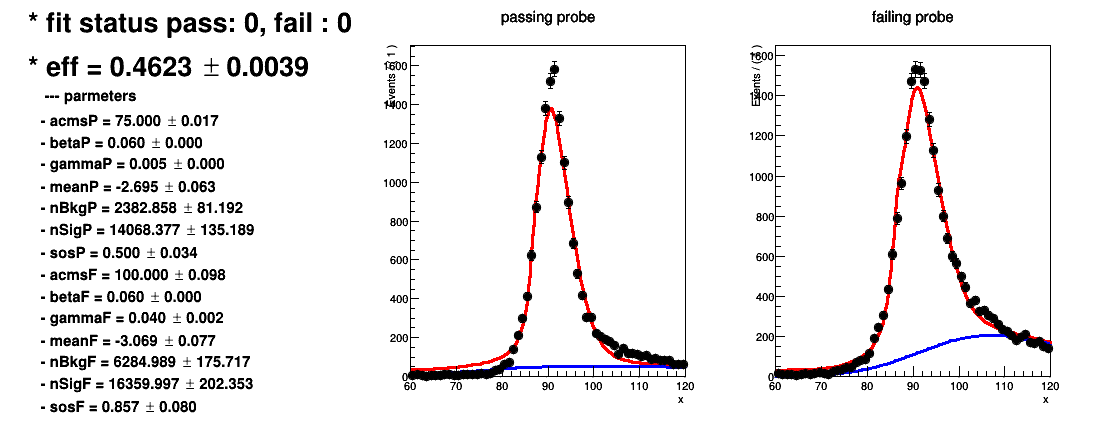 * fit status pass: 0, fail : 0
* eff = 0.4623 ± 0.0039
--- parmeters
- acmsP = 75.000 ± 0.017
- betaP = 0.060 ± 0.000
- gammaP = 0.005 ± 0.000
- meanP = -2.695 ± 0.063
- nBkgP = 2382.858 ± 81.192
- nSigP = 14068.377 ± 135.189
- sosP = 0.500 ± 0.034
- acmsF = 100.000 ± 0.098
- betaF = 0.060 ± 0.000
- gammaF = 0.040 ± 0.002
- meanF = -3.069 ± 0.077
- nBkgF = 6284.989 ± 175.717
- nSigF = 16359.997 ± 202.353
- sosF = 0.857 ± 0.080
passing probe
Events / ( 1 )
1600
1400
1200
1000
800
600
400
200
0
60 70 80 90 100 110 120
x
failing probe
Events / ( 1 )
1600
1400
1200
1000
800
600
400
200
0
60 70 80 90 100 110 120
x